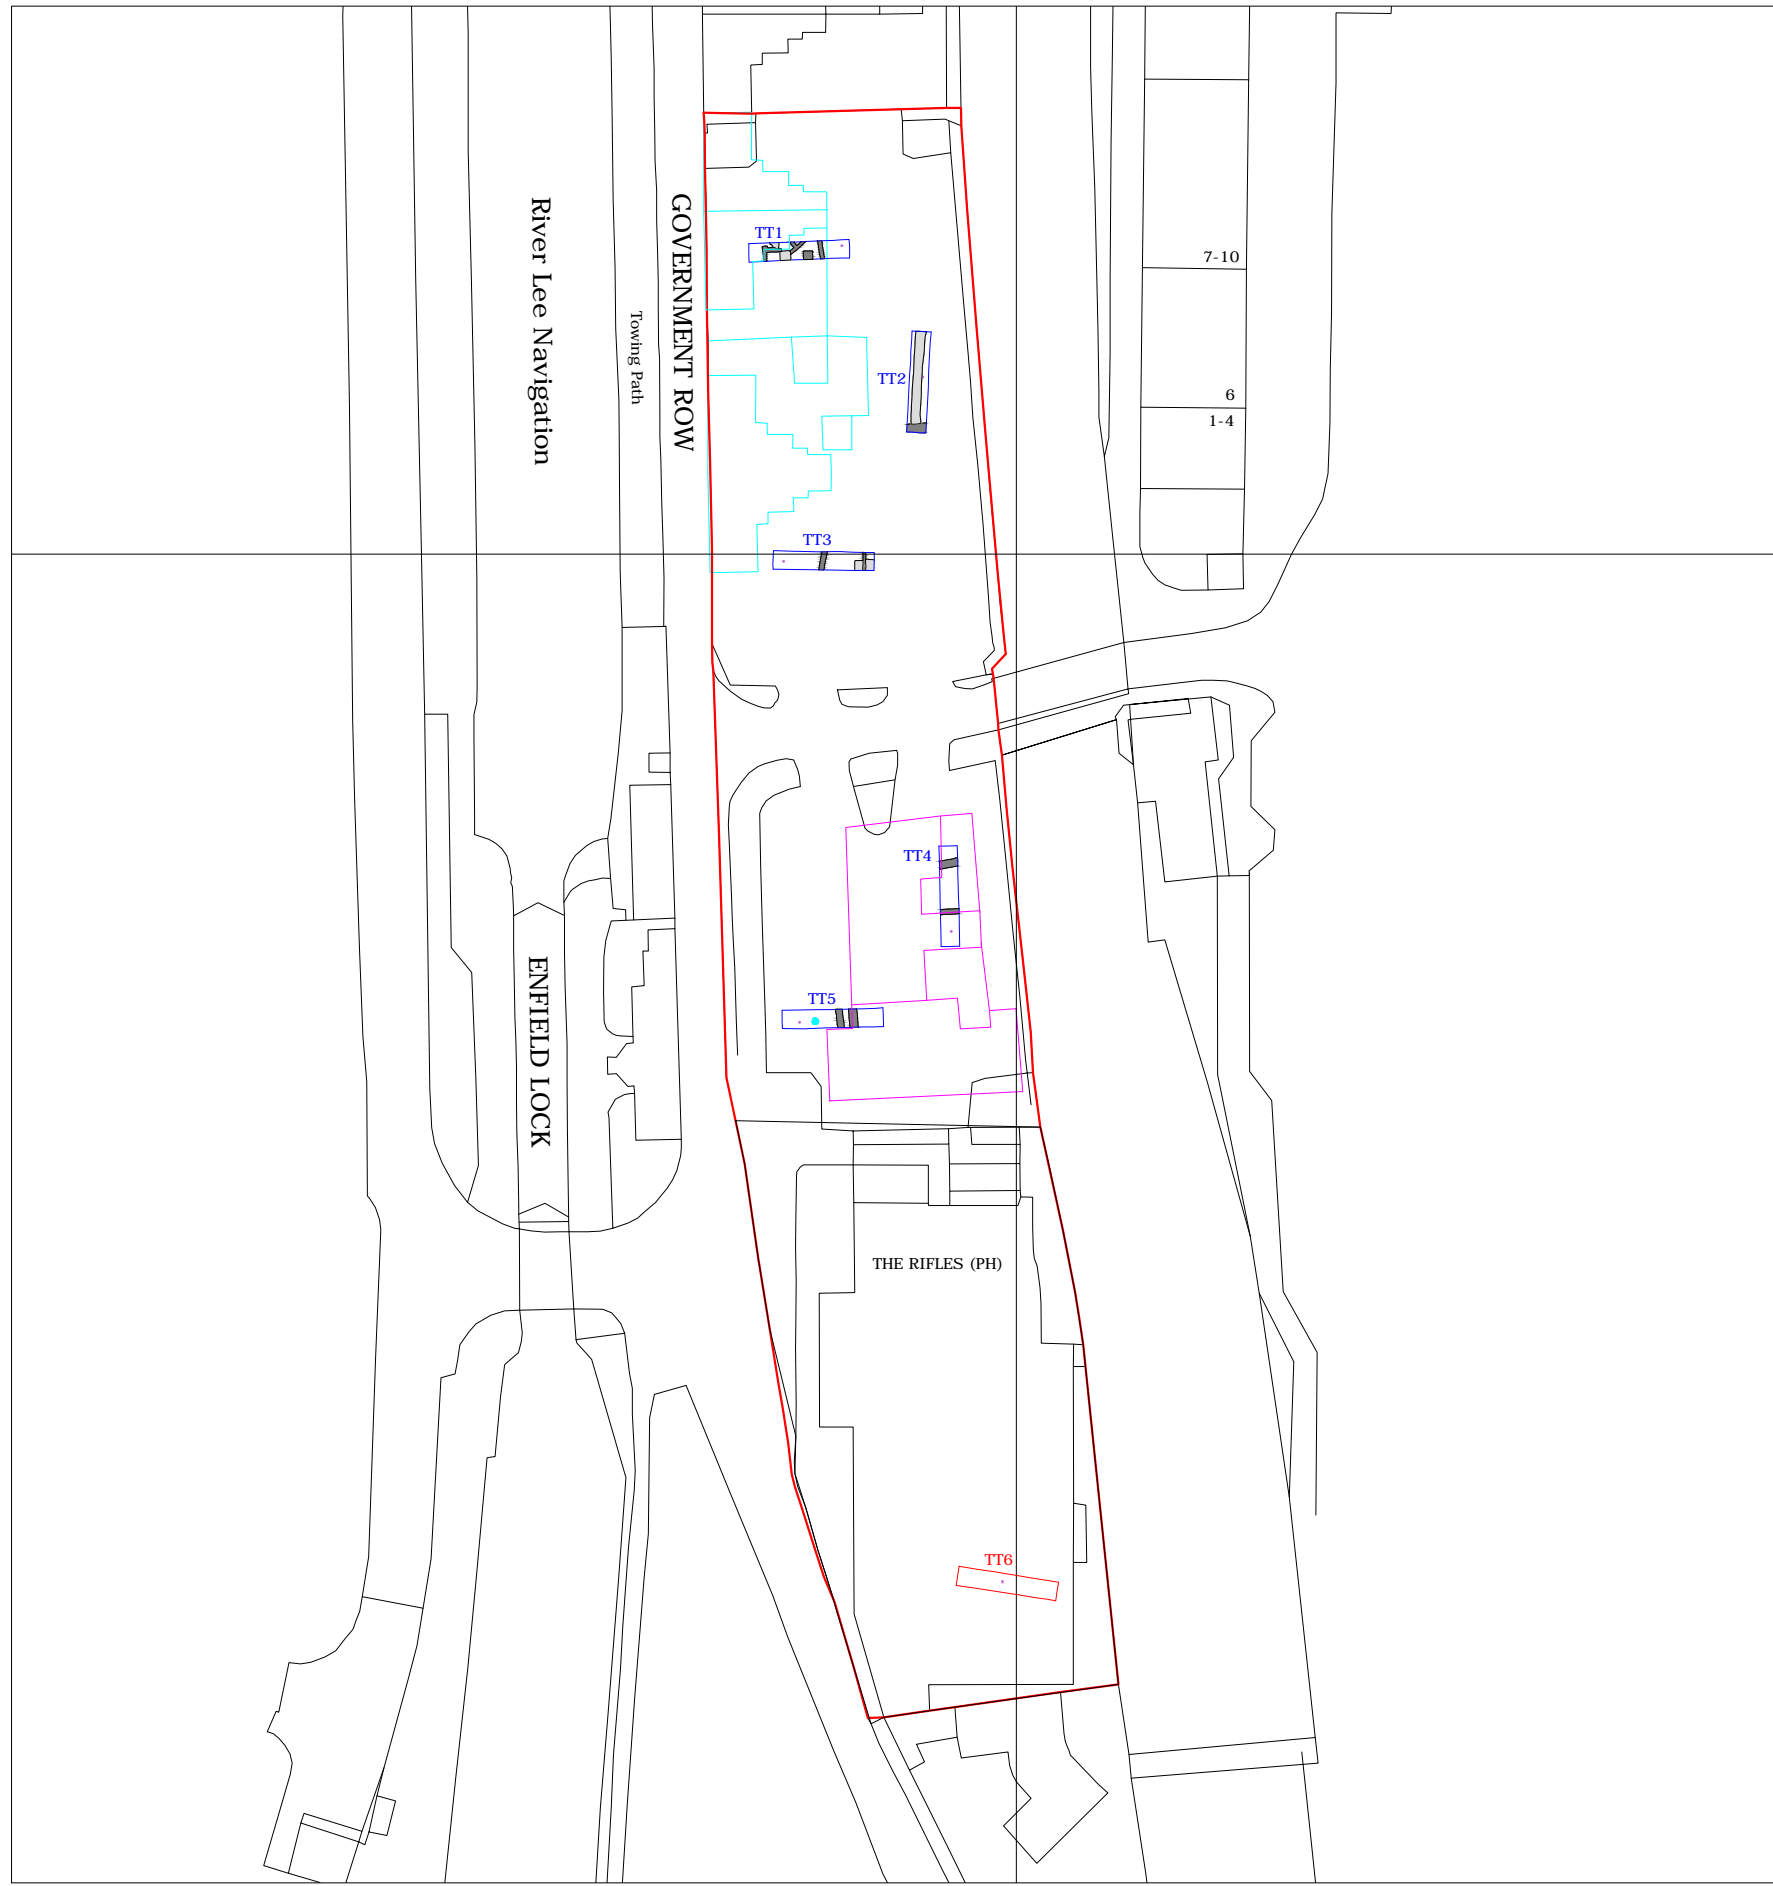 TT1
River Lee Navigation
GOVERNMENT ROW
7-10
Towing Path
TT2
6
1-4
TT3
TT4
ENFIELD LOCK
TT5
THE RIFLES (PH)
TT6